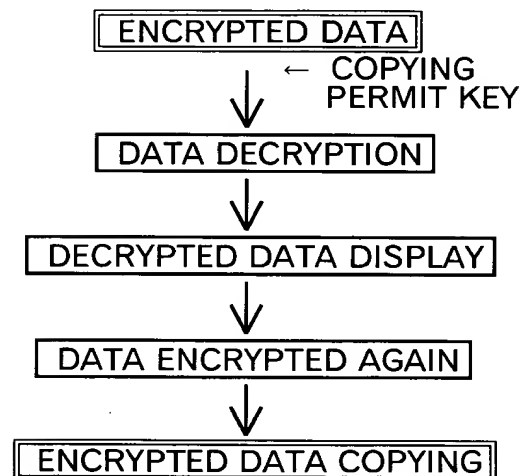 ENCRYPTED DATA
← COPYING
PERMIT KEY
DATA DECRYPTION
DECRYPTED DATA DISPLAY
DATA ENCRYPTED AGAIN
ENCRYPTED DATA COPYING